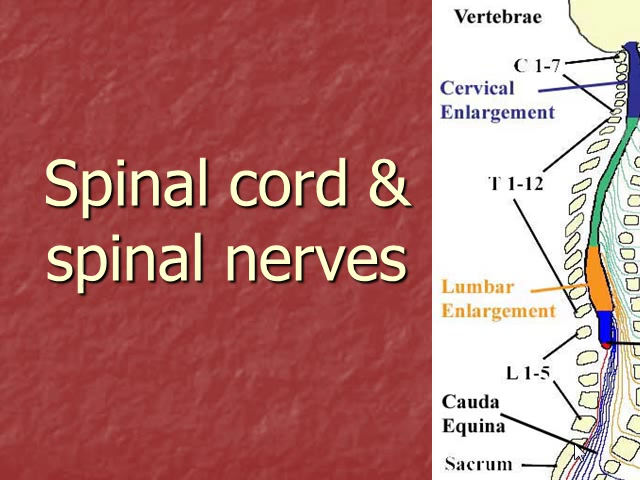 Spinal cord &
spinal nerves
Vertebrae
C 1-7
Cervical
Enlargement
T 1-12
Lumbar
Enlargement
L 1-5
Cauda
Equina
Sacrum